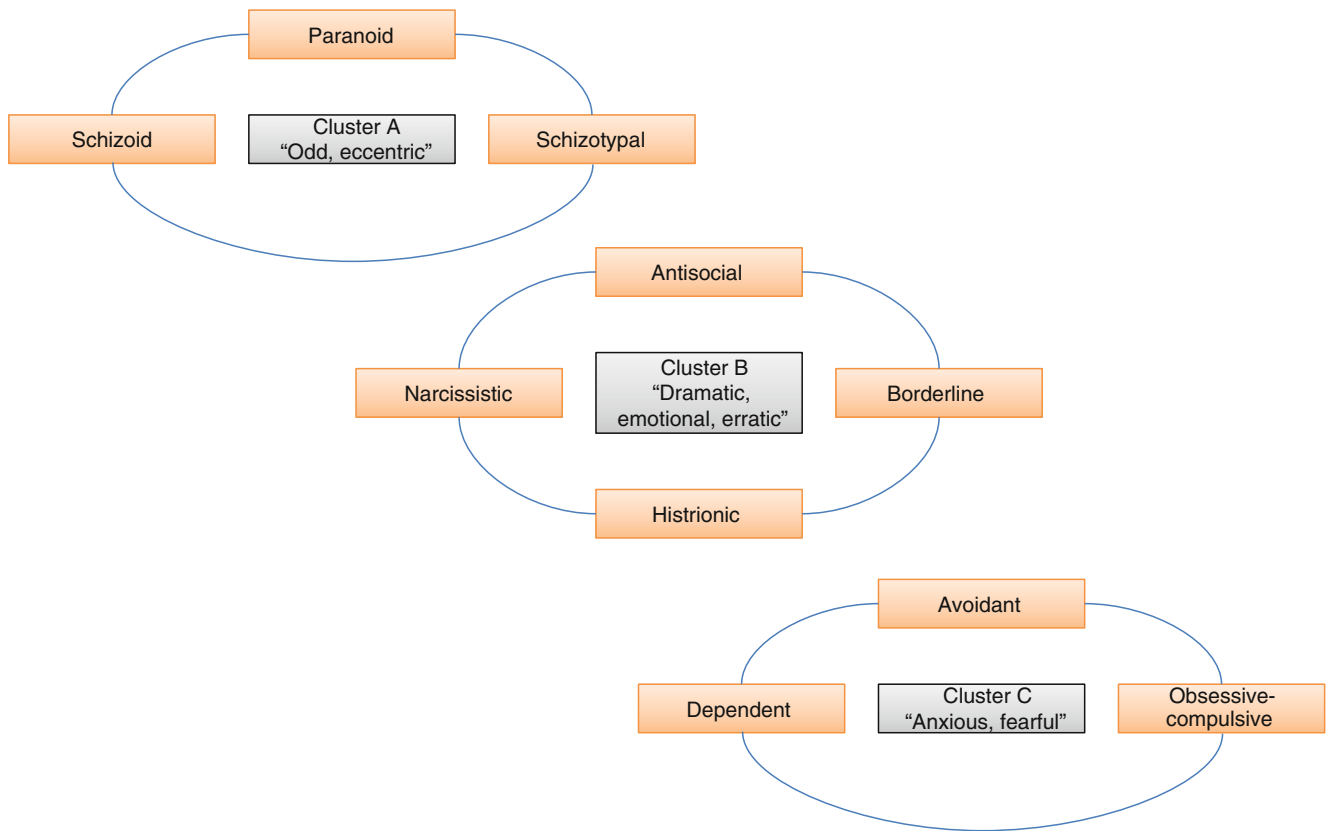 Paranoid
Schizoid
Cluster A
“Odd, eccentric”
Schizotypal
Antisocial
Narcissistic
Cluster B
“Dramatic,
emotional, erratic”
Borderline
Histrionic
Avoidant
Dependent
Cluster C
“Anxious, fearful”
Obsessive-
compulsive